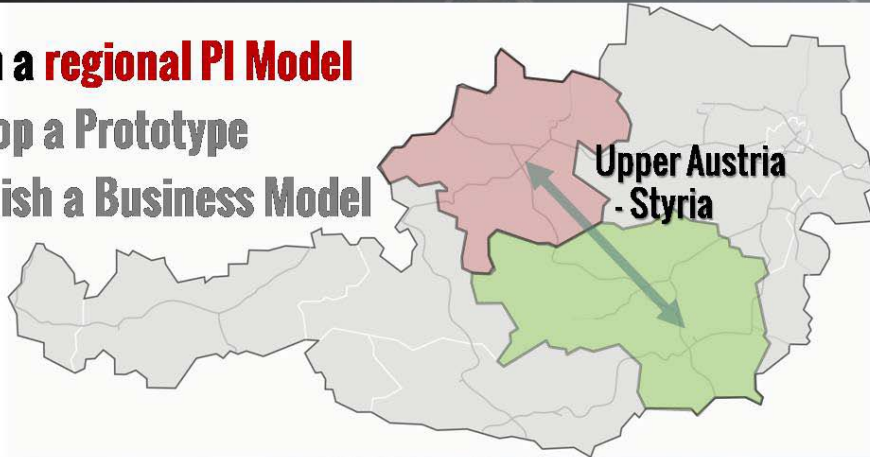 a regional PI Model
op a Prototype
ish a Business Model
Upper Austria
- Styria